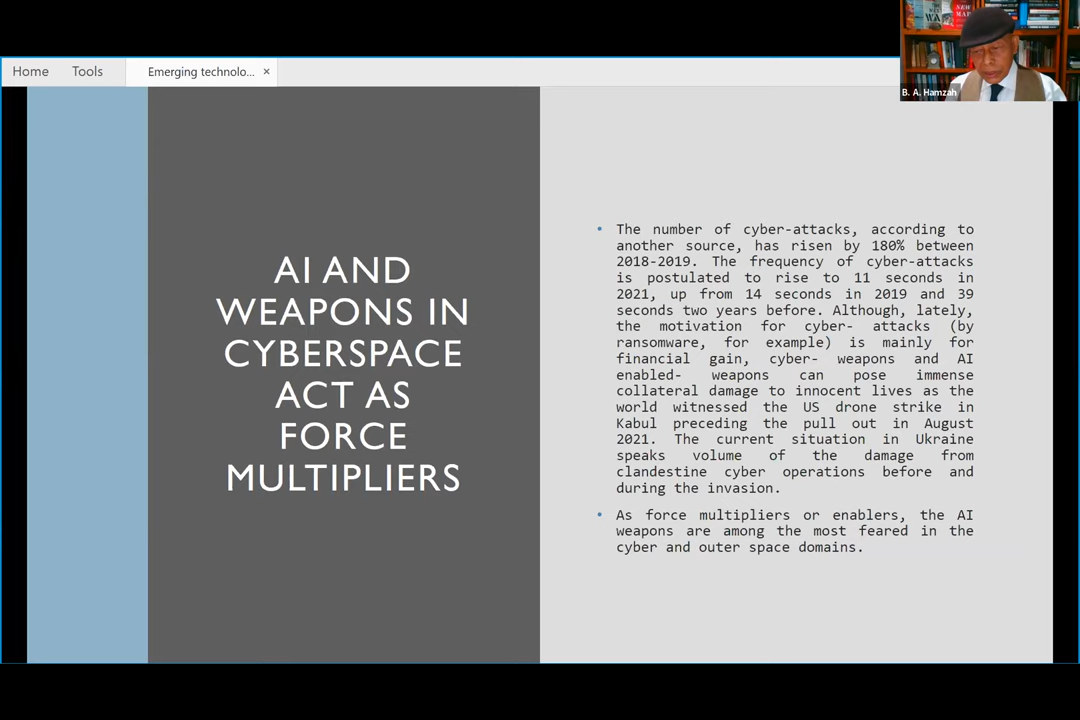 Home
Tools
Emerging technolo...
×
NEW
MAP
B. A. Hamzah
AI AND
WEAPONS IN
CYBERSPACE
ACT AS
FORCE
MULTIPLIERS
• The number of cyber-attacks, according to
another source, has risen by 180% between
2018-2019. The frequency of cyber-attacks
is postulated to rise to 11 seconds in
2021, up from 14 seconds in 2019 and 39
seconds two years before. Although, lately,
the motivation for cyber- attacks (by
ransomware, for example) is mainly for
financial gain, cyber- weapons and AI
enabled- weapons can pose immense
collateral damage to innocent lives as the
world witnessed the US drone strike in
Kabul preceding the pull out in August
2021. The current situation in Ukraine
speaks volume of the damage from
clandestine cyber operations before and
during the invasion.
• As force multipliers or enablers, the AI
weapons are among the most feared in the
cyber and outer space domains.